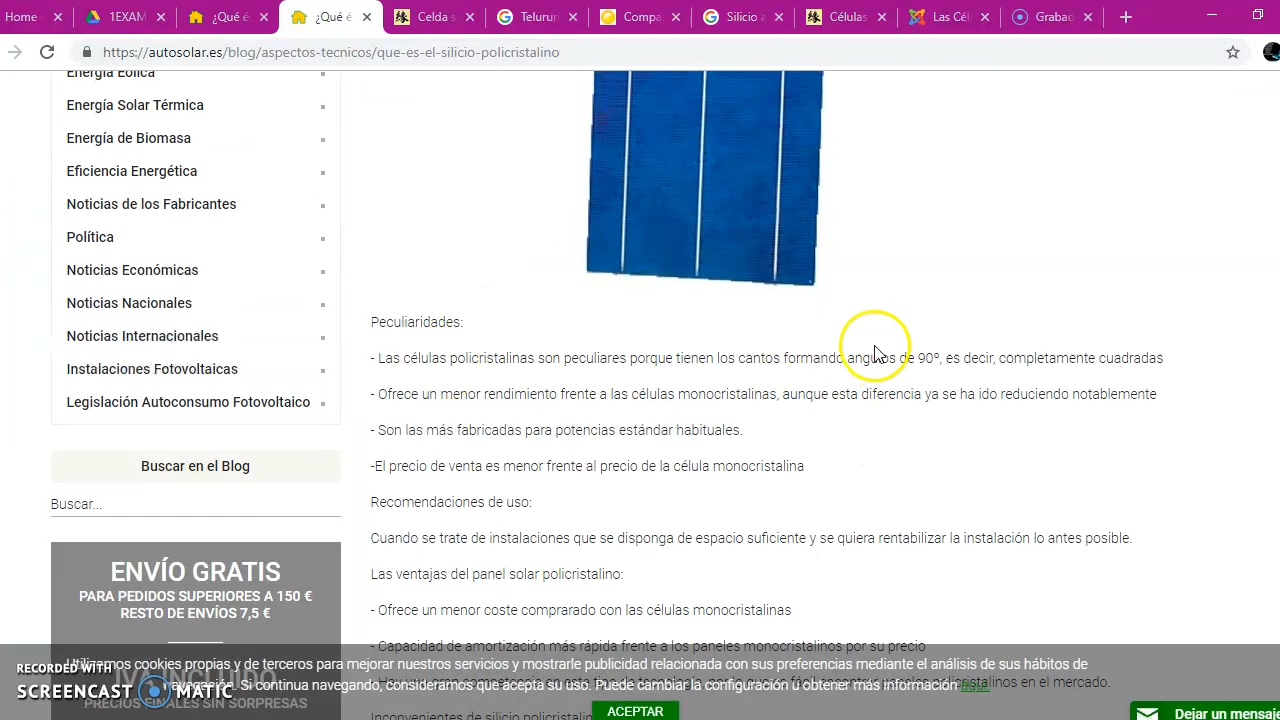 Home -
1EXAM
¿Qué é
¿Qué é
Celda s
Telurur
Compa
Silicio a
Células
Las Cél
Grabad
https://autosolar.es/blog/aspectos-tecnicos/que-es-el-silicio-policristalino
Energía Eólica
Energía Solar Térmica
Energía de Biomasa
Eficiencia Energética
Noticias de los Fabricantes
Política
Noticias Económicas
Noticias Nacionales
Noticias Internacionales
Instalaciones Fotovoltaicas
Legislación Autoconsumo Fotovoltaico
Buscar en el Blog
Buscar...
ENVÍO GRATIS
PARA PEDIDOS SUPERIORES A 150 €
RESTO DE ENVÍOS 7,5 €
PRECIOS FINALES SIN SORPRESAS
Peculiaridades:
- Las células policristalinas son peculiares porque tienen los cantos formando angulos de 90º, es decir, completamente cuadradas
- Ofrece un menor rendimiento frente a las células monocristalinas, aunque esta diferencia ya se ha ido reduciendo notablemente
- Son las más fabricadas para potencias estándar habituales.
-El precio de venta es menor frente al precio de la célula monocristalina
Recomendaciones de uso:
Cuando se trate de instalaciones que se disponga de espacio suficiente y se quiera rentabilizar la instalación lo antes posible.
Las ventajas del panel solar policristalino:
- Ofrece un menor coste comprarado con las células monocristalinas
- Capacidad de amortización más rápida frente a los paneles monocristalinos por su precio
Inconvenientes de silicio policristalin
Utilizamos cookies propias y de terceros para mejorar nuestros servicios y mostrarle publicidad relacionada con sus preferencias mediante el análisis de sus hábitos de
navegación. Si continua navegando, consideramos que acepta su uso. Puede cambiar la configuración u obtener más información aquí.
ACEPTAR
Dejar un mensaje
RECORDED WITH
SCREENCAST MATIC